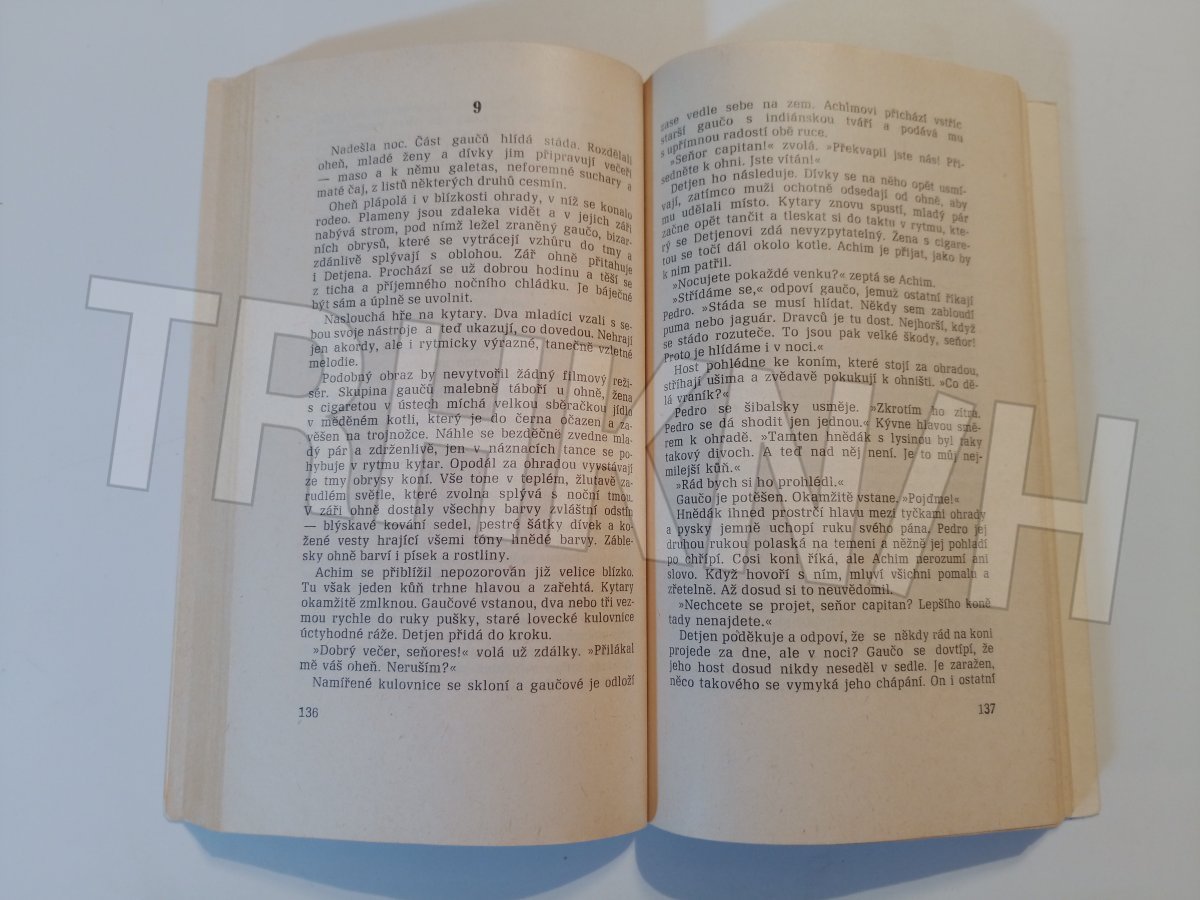 9
Nadešla noc. Část gaučů hlídá stáda. Rozdělali
oheň, mladé ženy a dívky jim připravují večeři
— maso a k němu galetas, neforemné suchary a
maté čaj, z listů některých druhů cesmín.
Oheň plápolá i v blízkosti ohrady, v níž se konalo
rodeo. Plameny jsou zdaleka vidět a v jejich záři
nabývá strom, pod nímž ležel zraněný gaučo, bizar-
ních obrysů, které se vytrácejí vzhůru do tmy a
zdánlivě splývají s oblohou. Zář ohně přitahuje
i Detjena. Prochází se už dobrou hodinu a těší se
z ticha a příjemného nočního chládku. Je báječné
být sám a úplně se uvolnit.
Naslouchá hře na kytary. Dva mladíci vzali s se-
bou svoje nástroje a teď ukazují, co dovedou. Nehrají
jen akordy, ale i rytmicky výrazné, tanečně vzletné
melodie.
Podobný obraz by nevytvořil žádný filmový reži-
sér. Skupina gaučů malebně táboří u ohně, žena
s cigaretou v ústech míchá velkou sběračkou jídlo
v měděném kotli, který je do černa očazen a za-
věšen na trojnožce. Náhle se bezděčně zvedne mla-
dý pár a zdrženlivě, jen v náznacích tance se po-
hybuje v rytmu kytar. Opodál za ohradou vyvstávají
ze tmy obrysy koní. Vše tone v teplém, žlutavě za-
rudlém světle, které zvolna splývá s noční tmou.
V záři ohně dostaly všechny barvy zvláštní odstín
— blýskavé kování sedel, pestré šátky dívek a ko-
žené vesty hrající všemi tóny hnědé barvy. Záble-
sky ohně barví i písek a rostliny.
Achim se přiblížil nepozorován již velice blízko.
Tu však jeden kůň trhne hlavou a zařehtá. Kytary
okamžitě zmlknou. Gaučové vstanou, dva nebo tři vez-
mou rychle do ruky pušky, staré lovecké kulovnice
úctyhodné ráže. Detjen přidá do kroku.
»Dobrý večer, seňores!« volá už zdálky. »Přilákal
mě váš oheň. Neruším?«
Namířené kulovnice se skloní a gaučové je odloží
136
zase vedle sebe na zem. Achimovi přichází vstříc
starší gaučo s indiánskou tváří a podává mu
s upřímnou radostí obě ruce.
»Seňor capitan!« zvolá. »Překvapil jste nás! Při-
sedněte k ohni. Jste vítán!«
Detjen ho následuje. Dívky se na něho opět usmí-
vají, zatímco muži ochotně odsedají od ohně, aby
mu udělali místo. Kytary znovu spustí, mladý pár
začne opět tančit a tleskat si do taktu v rytmu, kte-
rý se Detjenovi zdá nevyzpytatelný. Žena s cigare-
tou se točí dál okolo kotle. Achim je přijat, jako by
k nim patřil.
»Nocujete pokaždé venku?« zeptá se Achim.
»Střídáme se,« odpoví gaučo, jemuž ostatní říkají
Pedro. »Stáda se musí hlídat. Někdy sem zabloudí
puma nebo jaguár. Dravců je tu dost. Nejhorší, když
se stádo rozuteče. To jsou pak velké škody, seňor!
Proto je hlídáme i v noci.«
Host pohlédne ke koním, které stojí za ohradou,
stříhají ušima a zvědavě pokukují k ohništi. »Co dě-
lá vraník?«
Pedro se šibalsky usměje. »Zkrotím ho zítra.
Pedro se dá shodit jen jednou.« Kývne hlavou smě-
rem k ohradě. »Tamten hnědák s lysinou byl taky
takový divoch. A teď nad něj není. Je to můj nej-
milejší kůň.«
»Rád bych si ho prohlédl.«
Gaučo je potěšen. Okamžitě vstane. »Pojďme!«
Hnědák ihned prostrčí hlavu mezi tyčkami ohrady
a pysky jemně uchopí ruku svého pána. Pedro jej
druhou rukou polaská na temeni a něžně jej pohladí
po chřípí. Cosi koni říká, ale Achim nerozumí ani
slovo. Když hovoří s ním, mluví všichni pomalu a
zřetelně. Až dosud si to neuvědomil.
»Nechcete se projet, seňor capitan? Lepšího koně
tady nenajdete.«
Detjen poděkuje a odpoví, že se někdy rád na koni
projede za dne, ale v noci? Gaučo se dovtípí, že
jeho host dosud nikdy neseděl v sedle. Je zaražen,
něco takového se vymyká jeho chápání. On i ostatní
137
TRHKNIH